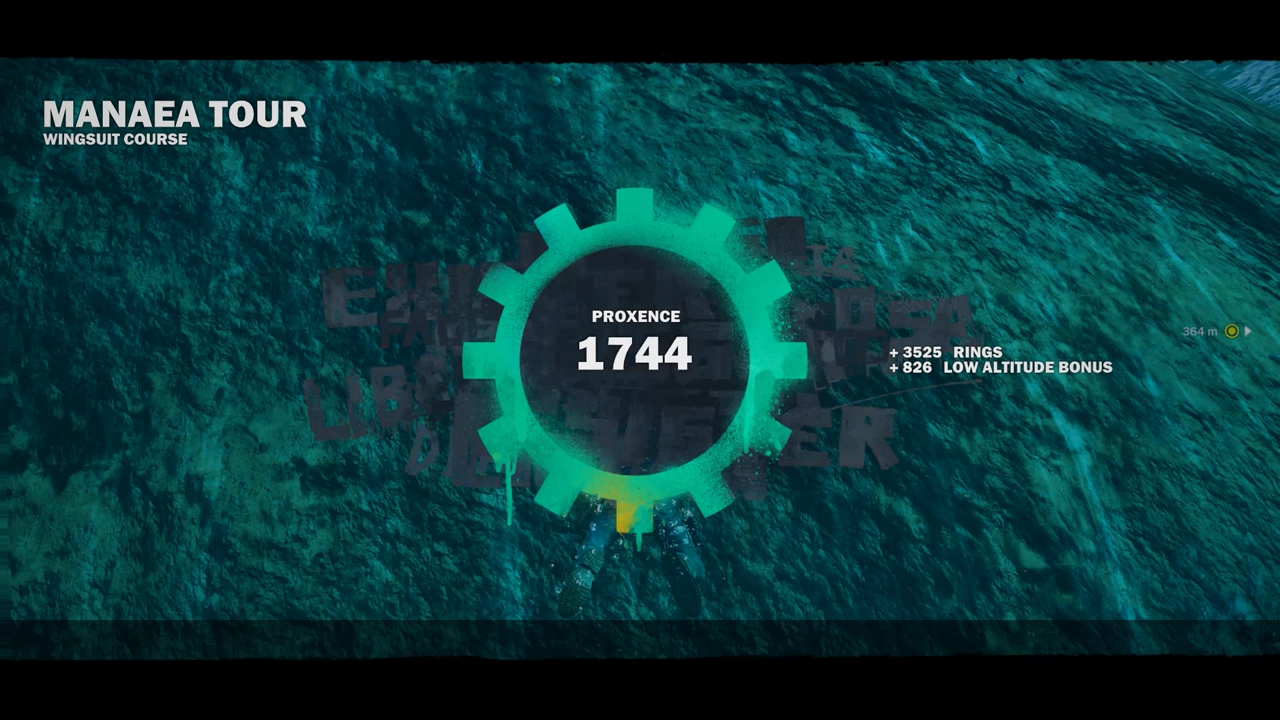 MANAEA TOUR
WINGSUIT COURSE
PROXENCE
1744
364 m
+ 3525 RINGS
+ 826 LOW ALTITUDE BONUS